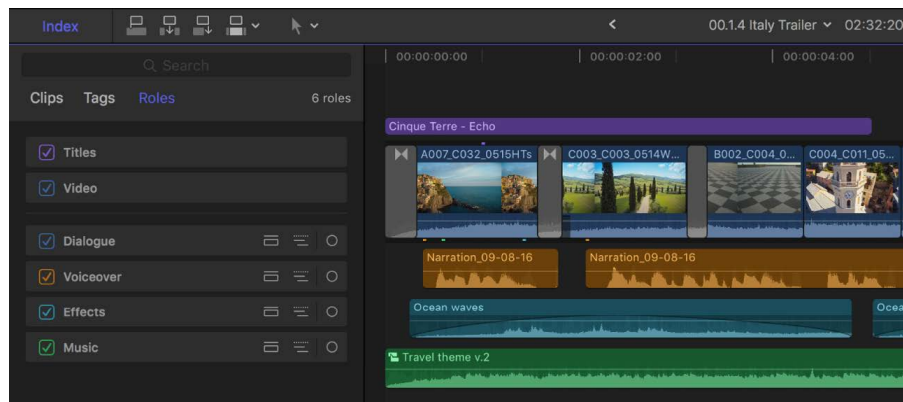 Index
00.1.4 Italy Trailer 02:32:20
Search
00:00:00:00 00:00:02:00 00:00:04:00
Clips Tags Roles 6 roles
Titles
Video
Dialogue
Voiceover
Effects
Music
Cinque Terre - Echo
A007_C032_0515HTs C003_C003_0514W... B002_C004_0... C004_C011_05...
Narration_09-08-16 Narration_09-08-16
Ocean waves Ocea
Travel theme v.2